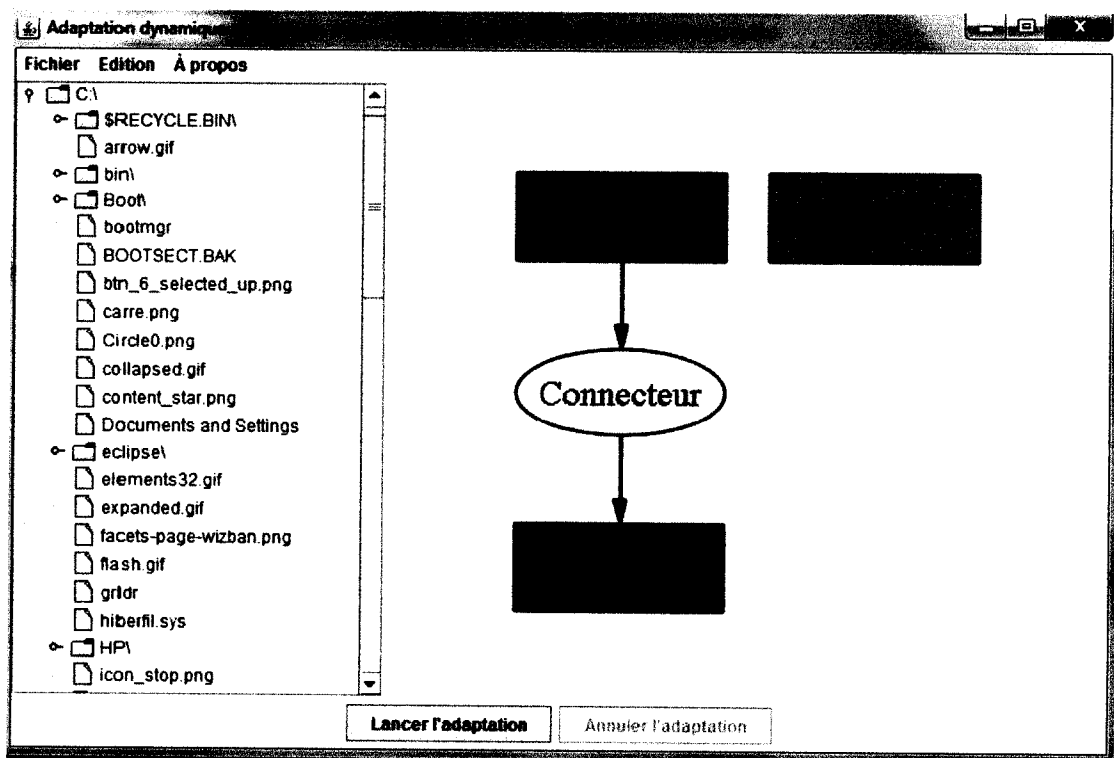 Adaptation dynamique
Fichier Edition À propos
C:\
$RECYCLE.BIN\
arrow.gif
bin\
Boot\
bootmgr
BOOTSECT.BAK
btn_6_selected_up.png
carre.png
Circle0.png
collapsed.gif
content_star.png
Documents and Settings
eclipse\
elements32.gif
expanded.gif
facets-page-wizban.png
flash.gif
grldr
hiberfil.sys
HP\
icon_stop.png
Connecteur
Lancer l'adaptation Annuler l'adaptation